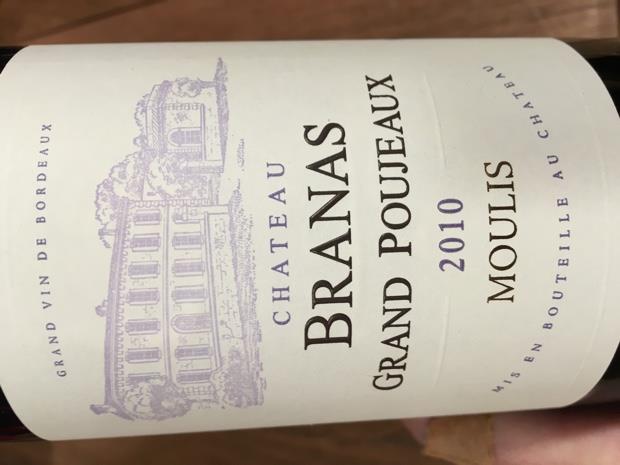 GRAND VIN DE BORDEAUX
CHATEAU
BRANAS
GRAND POUJEAUX
2010
MOULIS
MIS EN BOUTEILLE AU CHATEAU